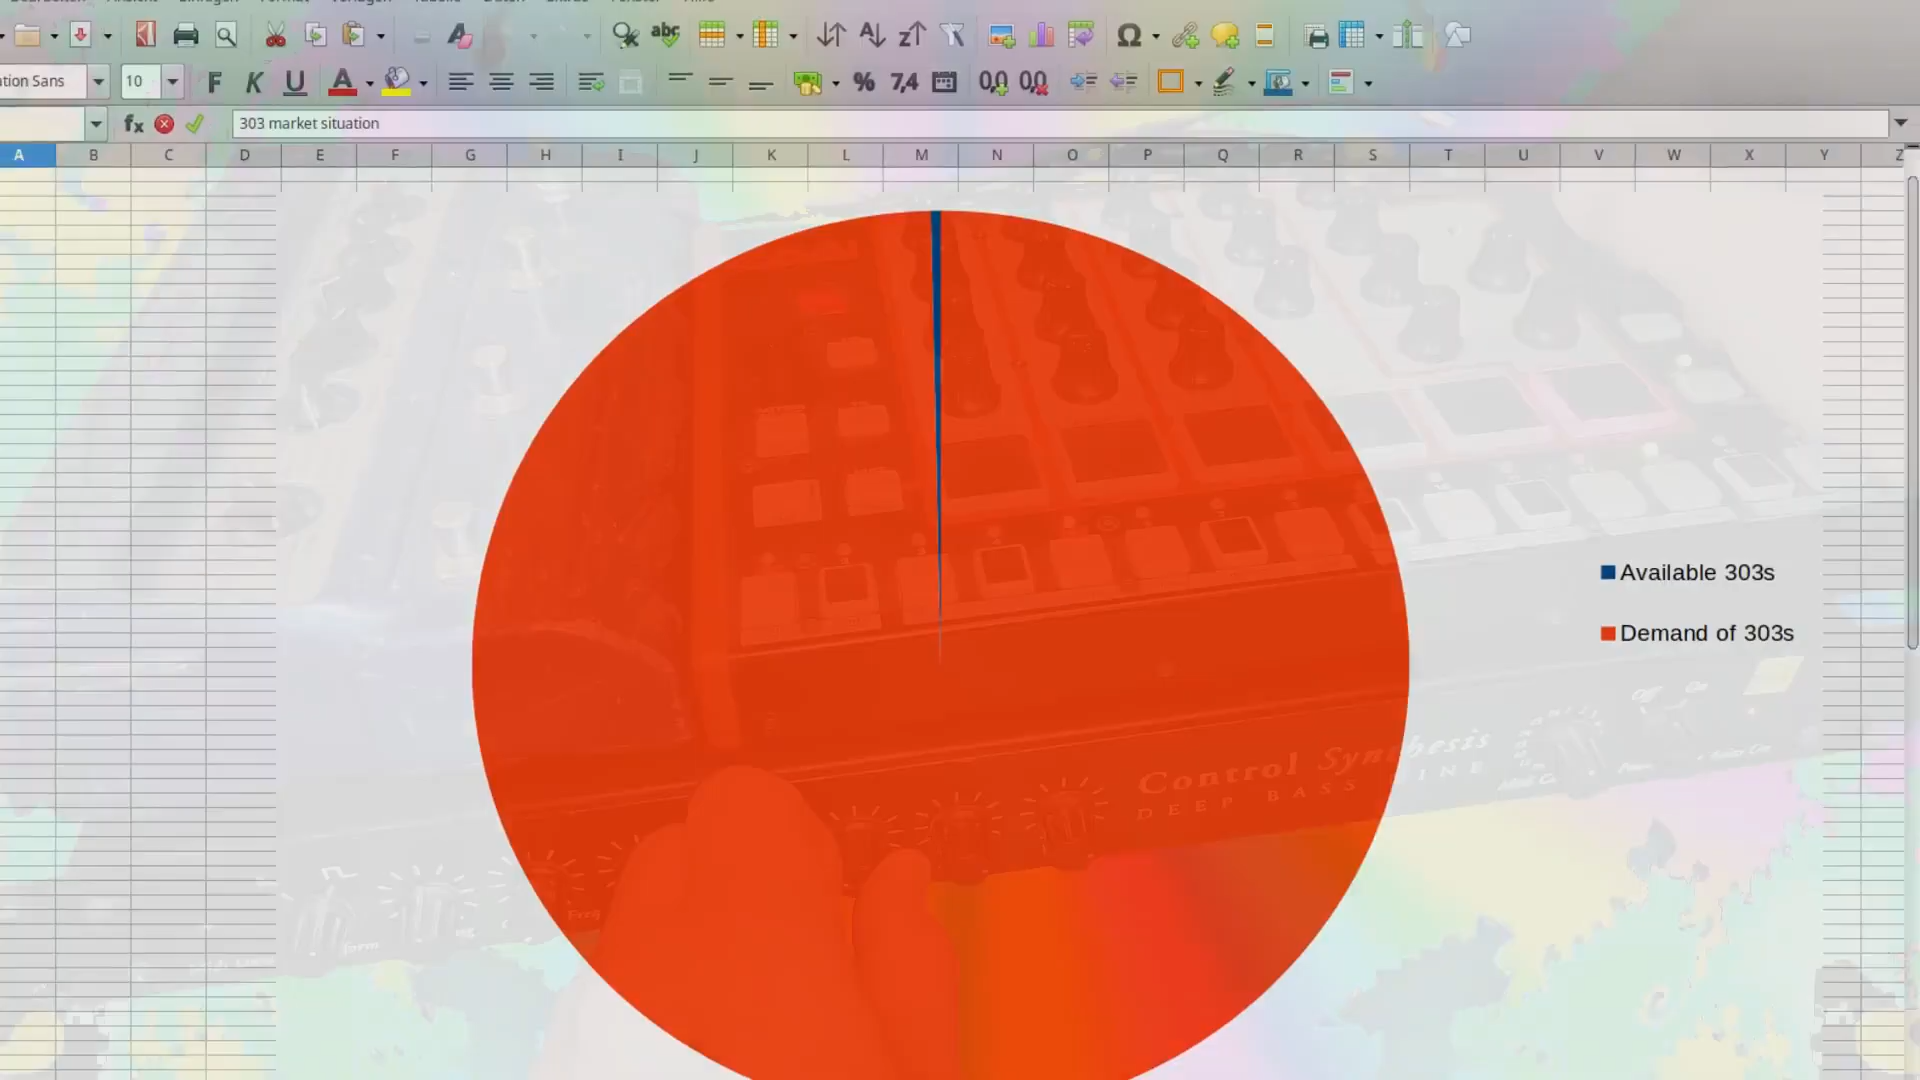 ation Sans
10
F K U A
% 7,4 0,0 0,0
fx 303 market situation
A B C D E F G H I J K L M N O P Q R S T U V W X Y Z
Available 303s
Demand of 303s
Control Synthesis
DEEP BASS LINE